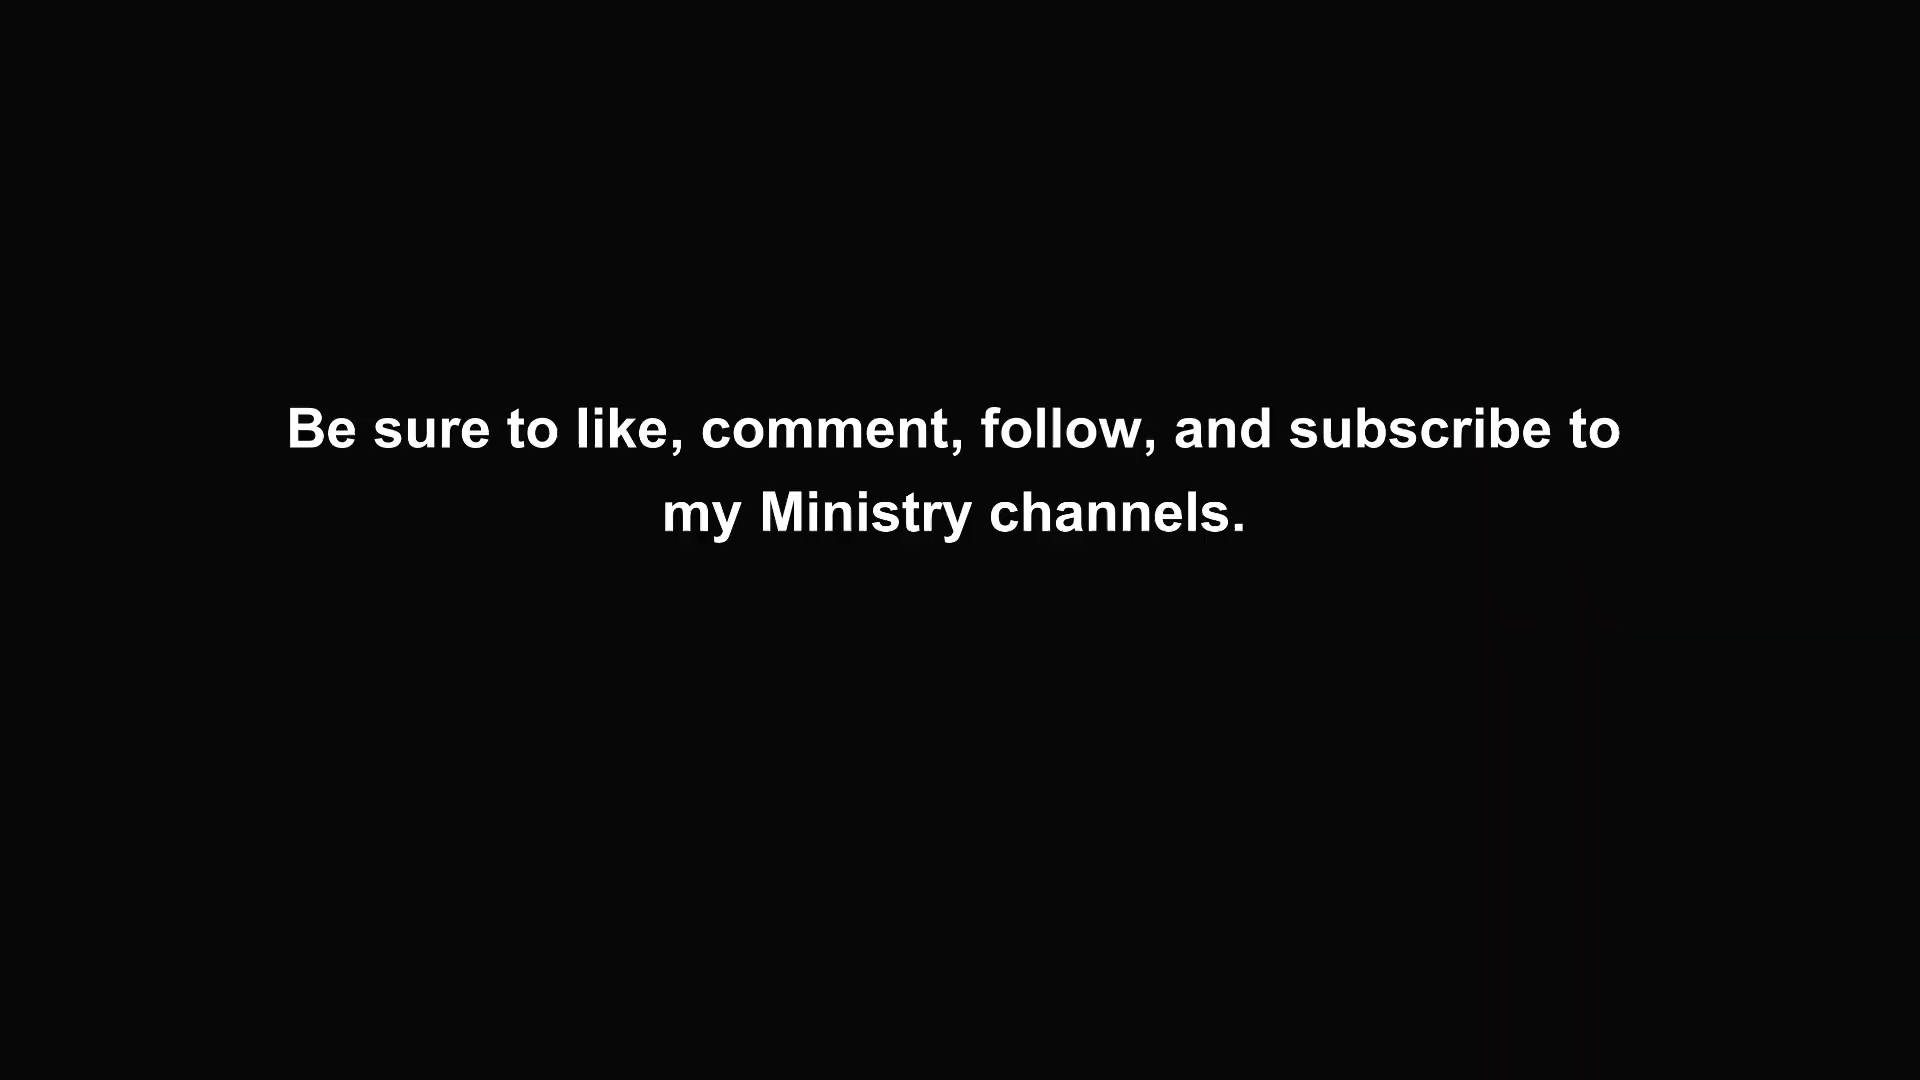 Be sure to like, comment, follow, and subscribe to
my Ministry channels.